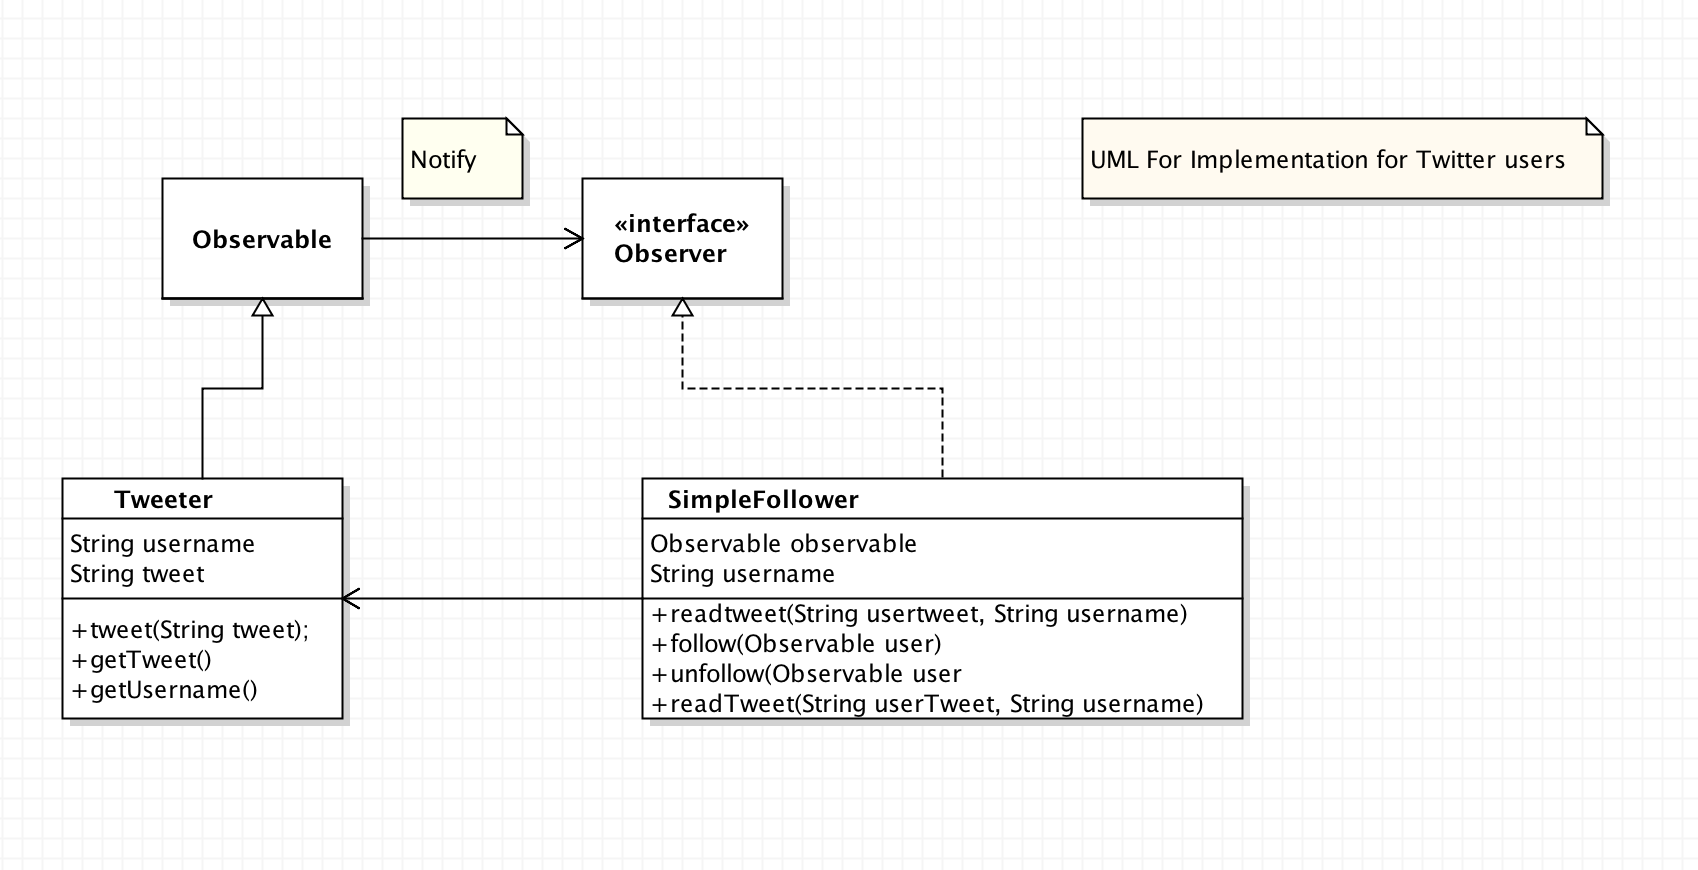 Notify
UML For Implementation for Twitter users
Observable
«interface»
Observer
Tweeter
String username
String tweet
+tweet(String tweet);
+getTweet()
+getUsername()
SimpleFollower
Observable observable
String username
+readtweet(String usertweet, String username)
+follow(Observable user)
+unfollow(Observable user
+readTweet(String userTweet, String username)